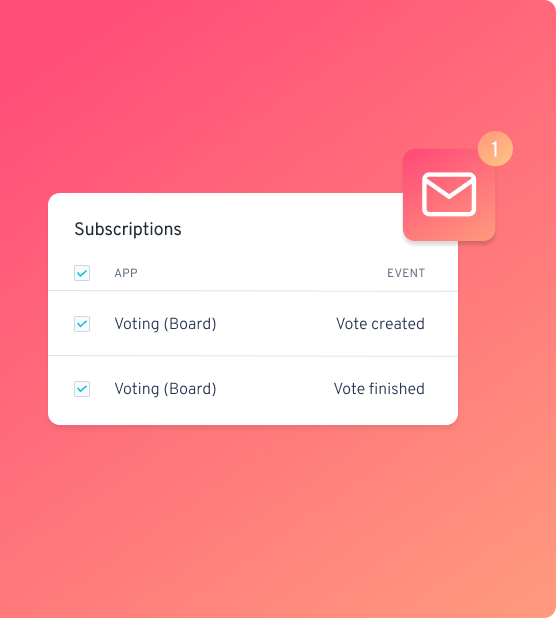 1
Subscriptions
APP EVENT
Voting (Board) Vote created
Voting (Board) Vote finished